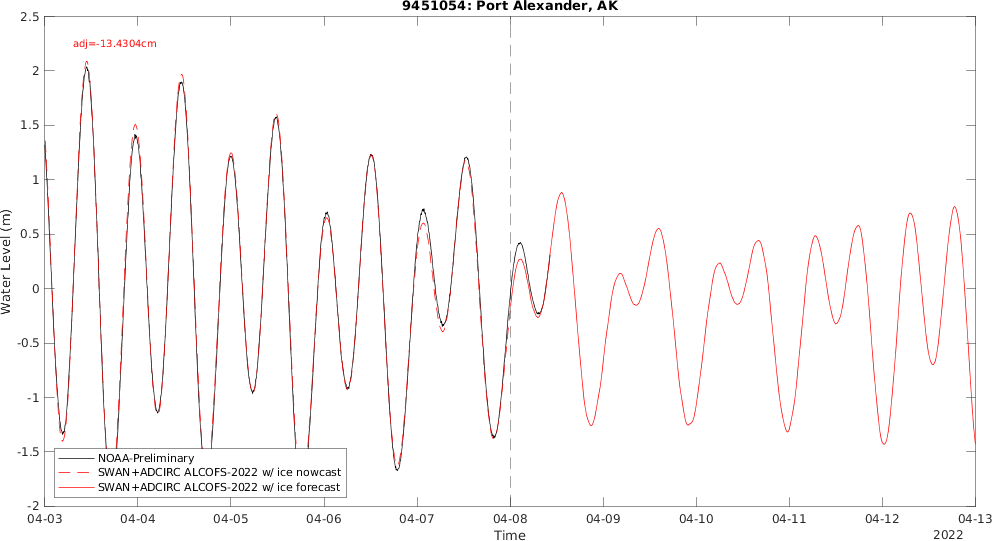 9451054: Port Alexander, AK
adj=-13.4304cm
Water Level (m)
2.5
2
1.5
1
0.5
0
-0.5
-1
-1.5
-2
NOAA-Preliminary
SWAN+ADCIRC ALCOFS-2022 w/ ice nowcast
SWAN+ADCIRC ALCOFS-2022 w/ ice forecast
04-03 04-04 04-05 04-06 04-07 04-08 04-09 04-10 04-11 04-12 04-13
Time
2022